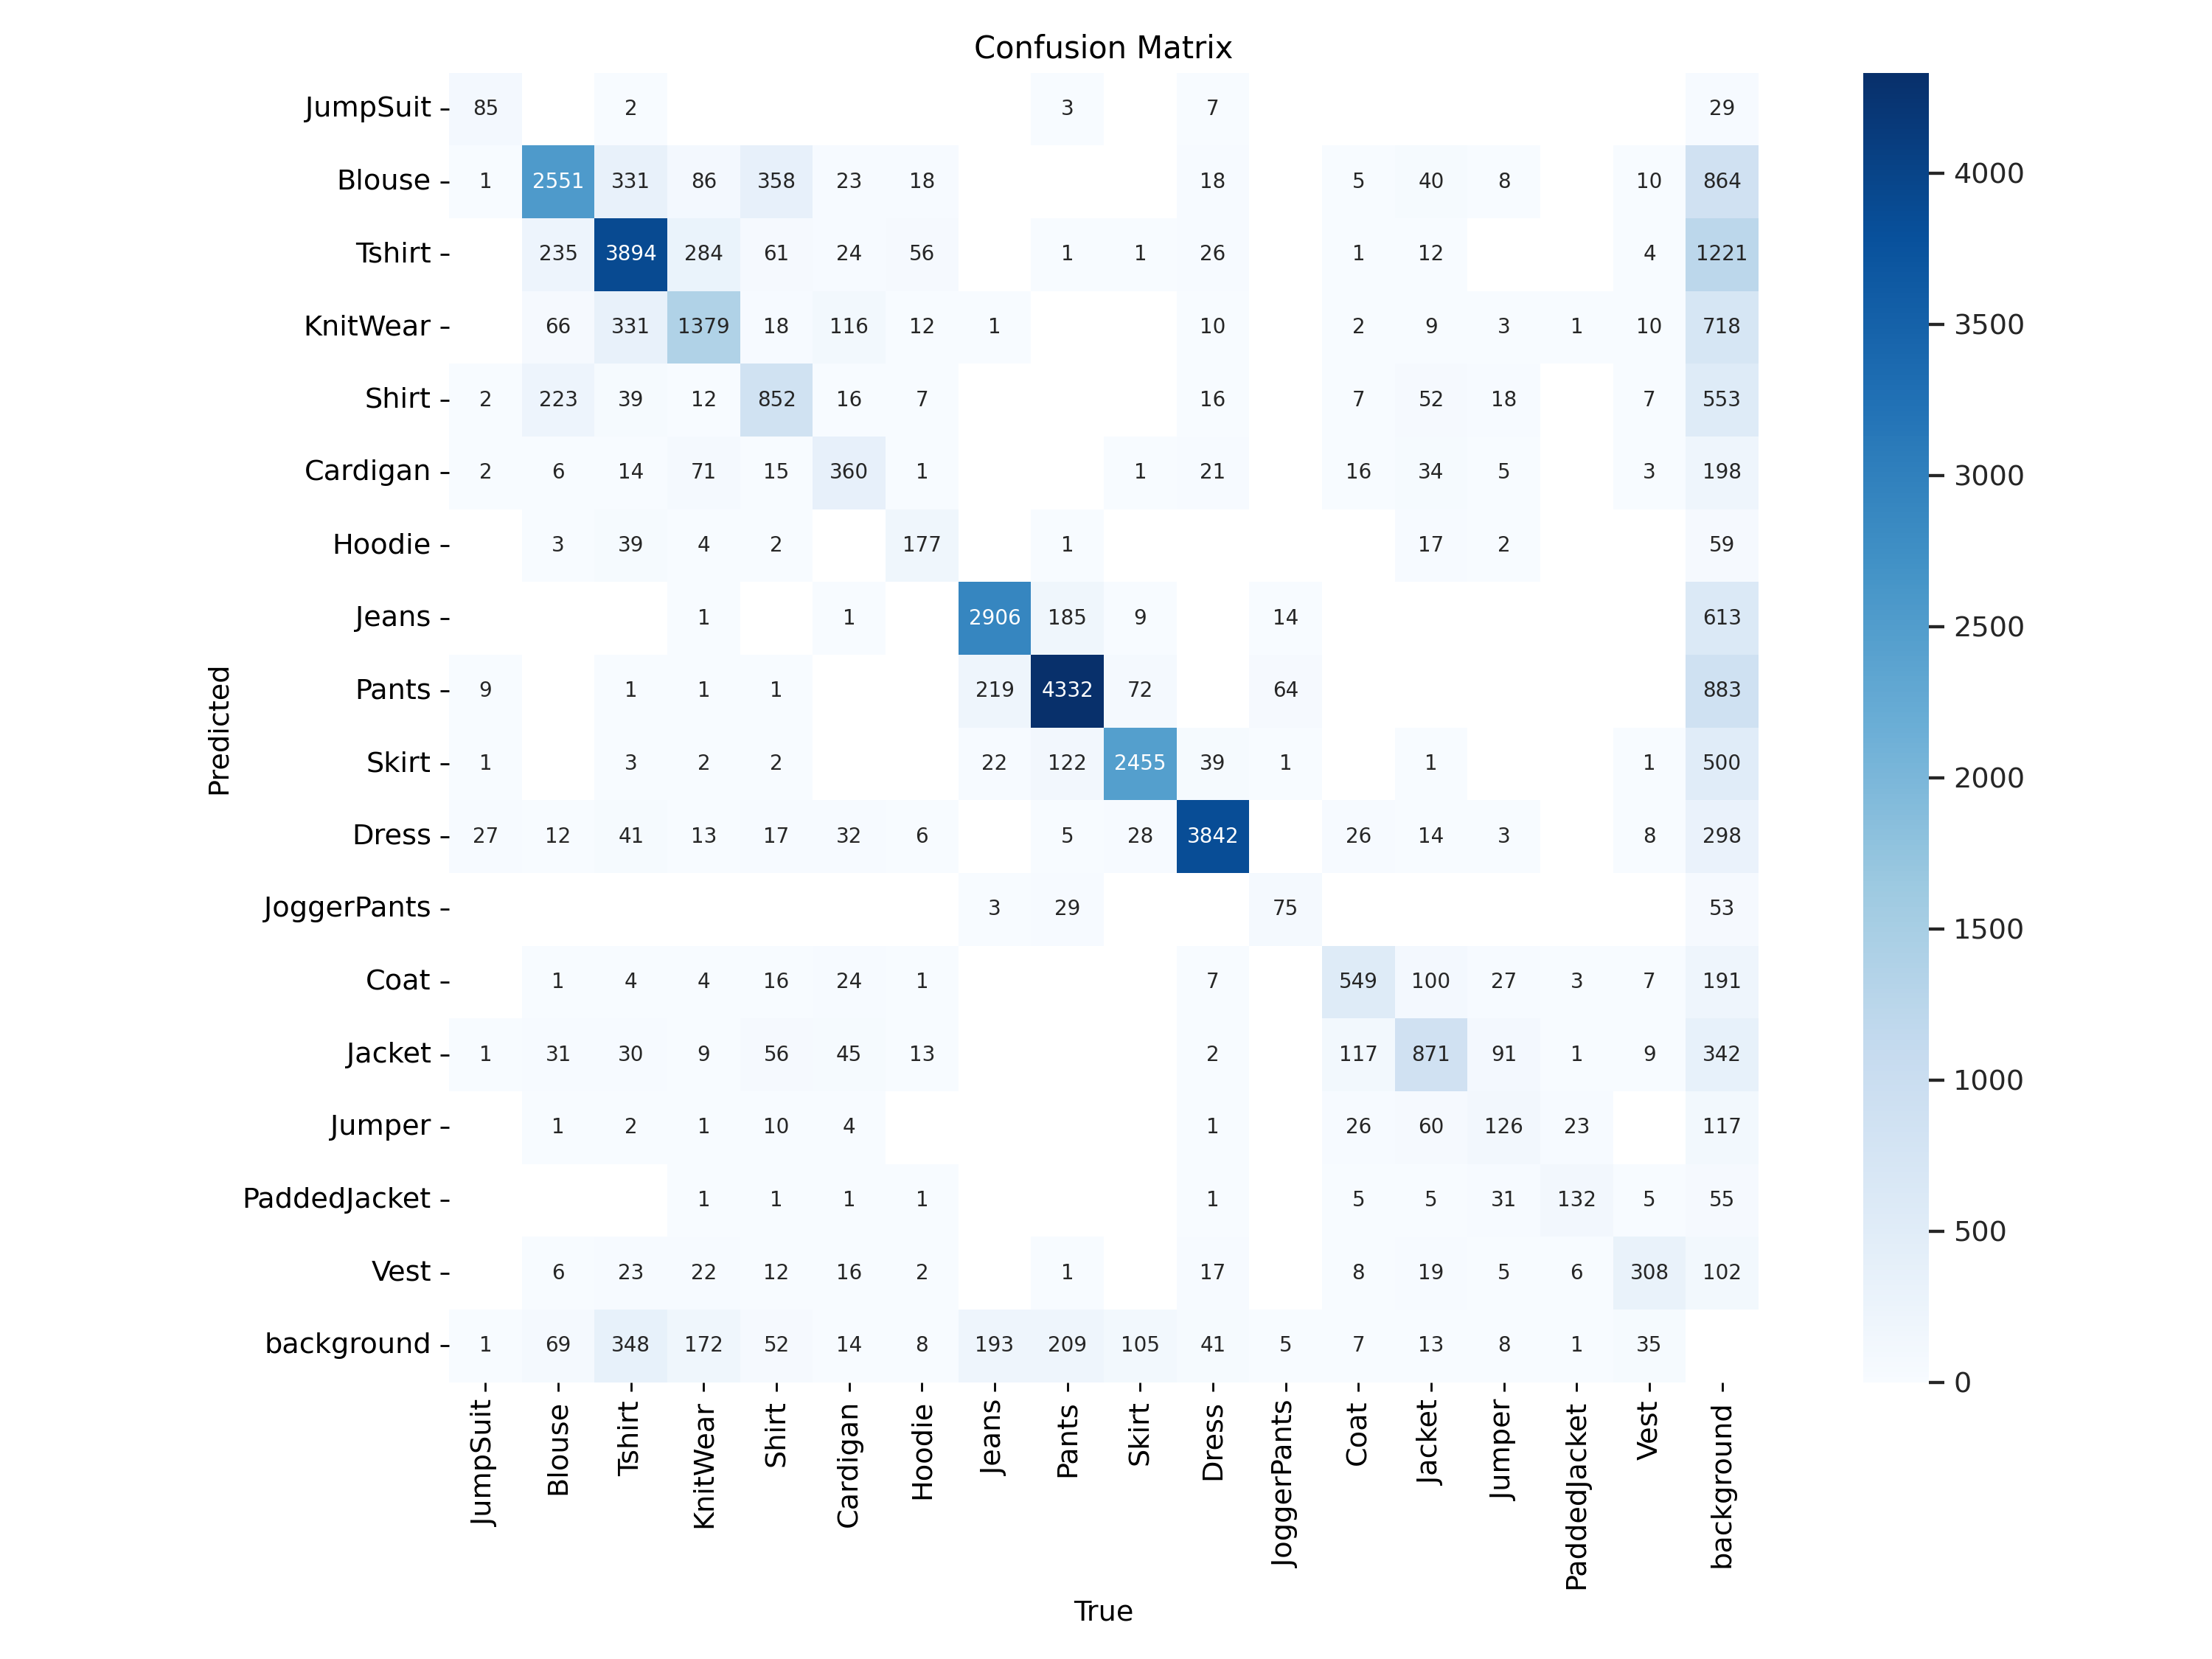 Confusion Matrix
JumpSuit 85 2 3 7 29
Blouse 1 2551 331 86 358 23 18 18 5 40 8 10 864
Tshirt 235 3894 284 61 24 56 1 1 26 1 12 4 1221
KnitWear 66 331 1379 18 116 12 1 10 2 9 3 1 10 718
Shirt 2 223 39 12 852 16 7 16 7 52 18 7 553
Cardigan 2 6 14 71 15 360 1 1 21 16 34 5 3 198
Hoodie 3 39 4 2 177 1 17 2 59
Jeans 1 1 2906 185 9 14 613
Pants 9 1 1 1 219 4332 72 64 883
Skirt 1 3 2 2 22 122 2455 39 1 1 1 500
Dress 27 12 41 13 17 32 6 5 28 3842 26 14 3 8 298
JoggerPants 3 29 75 53
Coat 1 4 4 16 24 1 7 549 100 27 3 7 191
Jacket 1 31 30 9 56 45 13 2 117 871 91 1 9 342
Jumper 1 2 1 10 4 1 26 60 126 23 117
PaddedJacket 1 1 1 1 1 5 5 31 132 5 55
Vest 6 23 22 12 16 2 1 17 8 19 5 6 308 102
background 1 69 348 172 52 14 8 193 209 105 41 5 7 13 8 1 35
JumpSuit Blouse Tshirt KnitWear Shirt Cardigan Hoodie Jeans Pants Skirt Dress JoggerPants Coat Jacket Jumper PaddedJacket Vest background
True
Predicted
4000
3500
3000
2500
2000
1500
1000
500
0